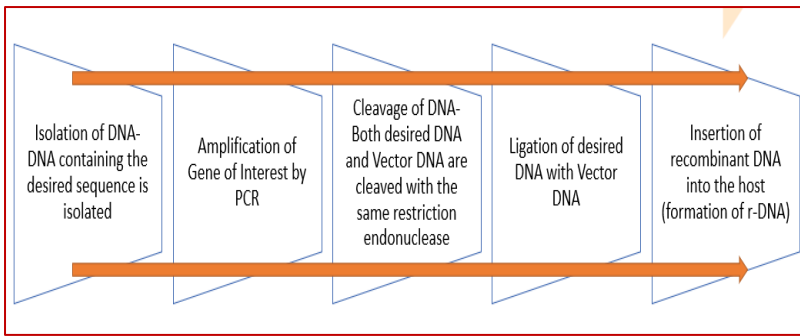 Isolation of DNA-
DNA containing the
desired sequence is
isolated
Amplification of
Gene of Interest by
PCR
Cleavage of DNA-
Both desired DNA
and Vector DNA are
cleaved with the
same restriction
endonuclease
Ligation of desired
DNA with Vector
DNA
Insertion of
recombinant DNA
into the host
(formation of r-DNA)